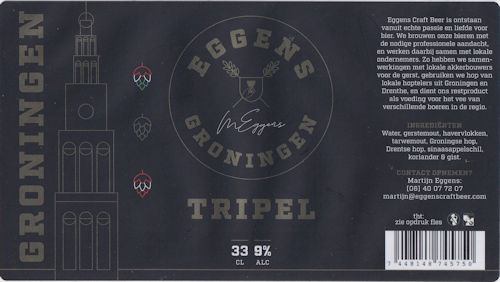 GRONINGEN
EGGENS
MEggens
GRONINGEN
TRIPEL
33 9%
CL ALC
Eggens Craft Beer is ontstaan
vanuit echte passie en liefde voor
bier. We brouwen onze bieren met
de nodige professionele aandacht,
en werken daarbij samen met lokale
ondernemers. Zo hebben we samen-
werkingen met lokale akkerbouwers
voor de gerst, gebruiken we hop van
lokale hoptelers uit Groningen en
Drenthe, en dient ons restproduct
als voeding voor het vee van
verschillende boeren in de regio.
INGREDIËNTEN
Water, gerstemout, havervlokken,
tarwemout, Groningse hop,
Drentse hop, sinaasappelschil,
koriander & gist.
CONTACT OPNEMEN?
Martijn Eggens:
(06) 40 07 72 07
martijn@eggenscraftbeer.com
tht:
zie opdruk fles
7 448148 745750